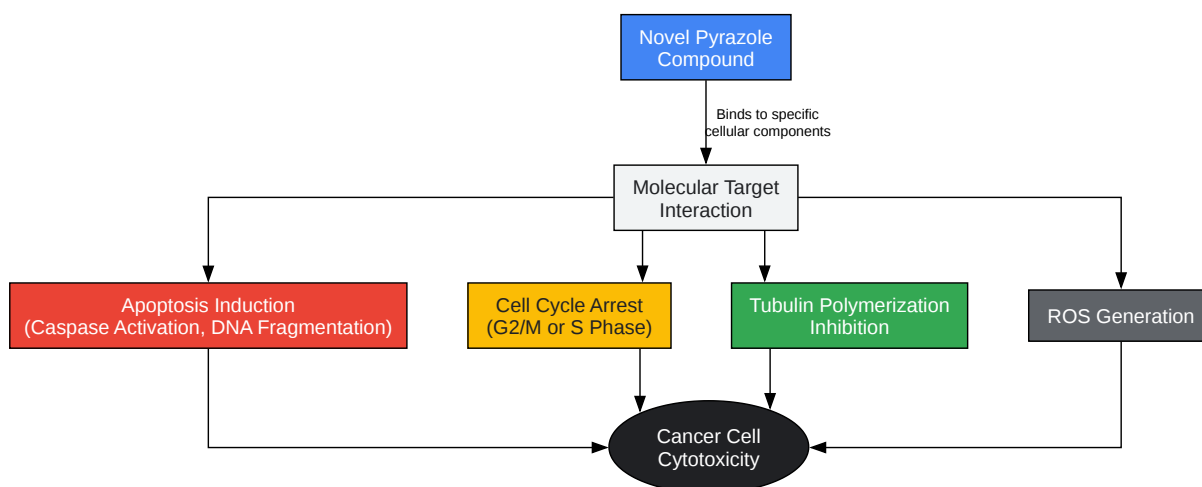 Novel Pyrazole
Compound
Binds to specific
cellular components
Molecular Target
Interaction
Apoptosis Induction
(Caspase Activation, DNA Fragmentation)
Cell Cycle Arrest
(G2/M or S Phase)
Tubulin Polymerization
Inhibition
ROS Generation
Cancer Cell
Cytotoxicity